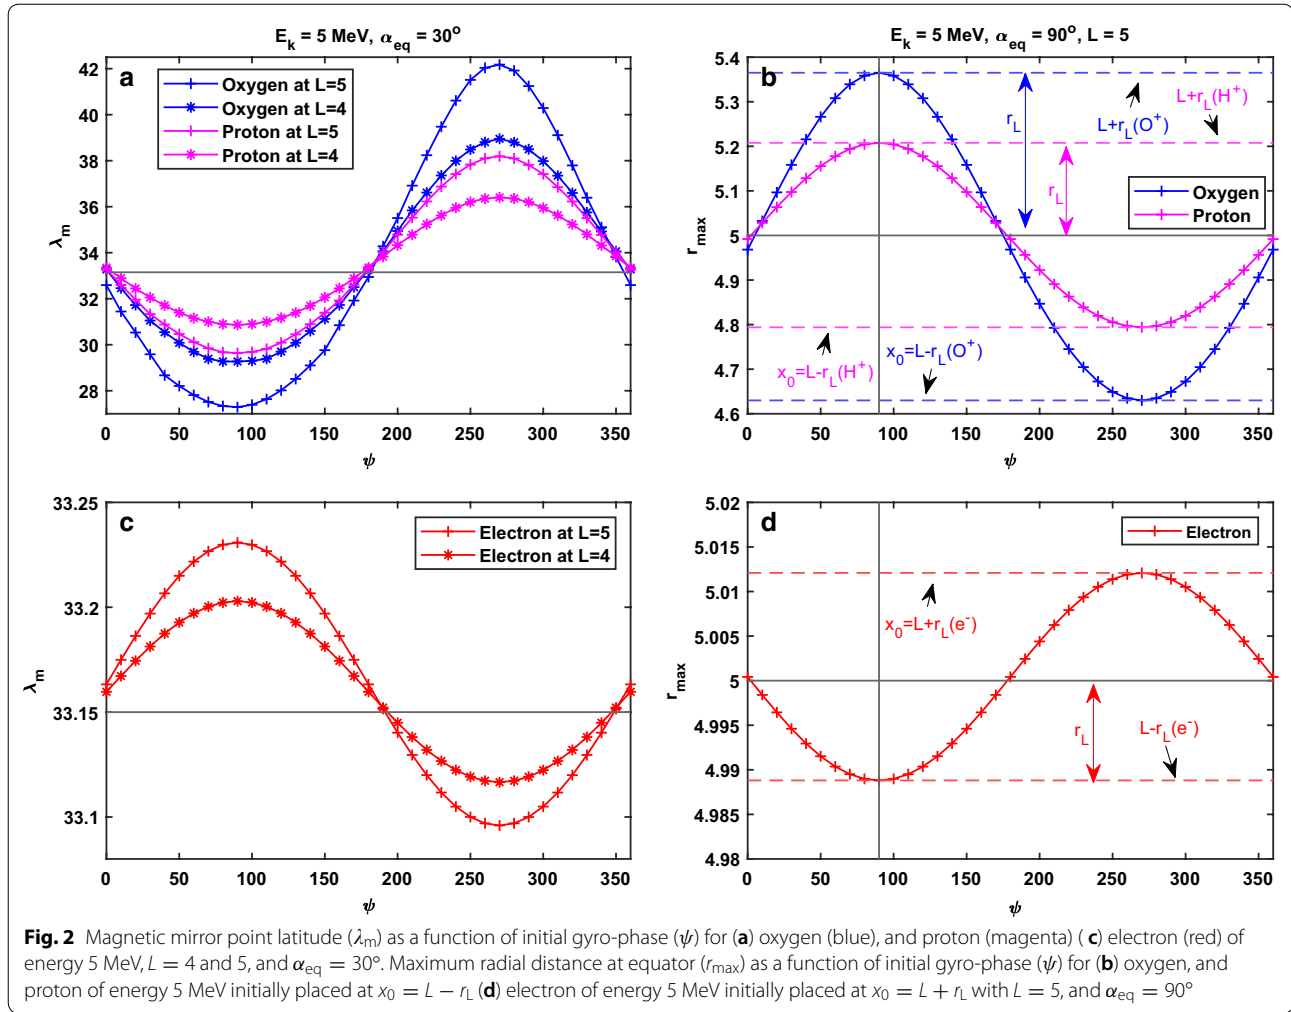 E_k = 5 MeV, α_eq = 30°
a
Oxygen at L=5
Oxygen at L=4
Proton at L=5
Proton at L=4
λ_m
42
40
38
36
34
32
30
28
0 50 100 150 200 250 300 350
ψ
E_k = 5 MeV, α_eq = 90°, L = 5
b
r_max
5.4
5.3
5.2
5.1
5
4.9
4.8
4.7
4.6
r_L
L+r_L(O⁺)
L+r_L(H⁺)
r_L
Oxygen
Proton
x_0=L-r_L(H⁺)
x_0=L-r_L(O⁺)
0 50 100 150 200 250 300 350
ψ
c
Electron at L=5
Electron at L=4
λ_m
33.25
33.2
33.15
33.1
0 50 100 150 200 250 300 350
ψ
d
Electron
r_max
5.02
5.015
5.01
5.005
5
4.995
4.99
4.985
4.98
x_0=L+r_L(e⁻)
r_L
L-r_L(e⁻)
0 50 100 150 200 250 300 350
ψ
Fig. 2 Magnetic mirror point latitude (λ_m) as a function of initial gyro-phase (ψ) for (a) oxygen (blue), and proton (magenta) ( c) electron (red) of
energy 5 MeV, L = 4 and 5, and α_eq = 30°. Maximum radial distance at equator (r_max) as a function of initial gyro-phase (ψ) for (b) oxygen, and
proton of energy 5 MeV initially placed at x_0 = L − r_L (d) electron of energy 5 MeV initially placed at x_0 = L + r_L with L = 5, and α_eq = 90°